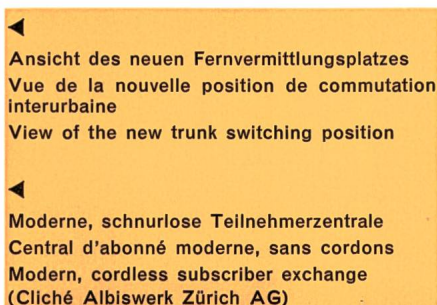 Ansicht des neuen Fernvermittlungsplatzes
Vue de la nouvelle position de commutation
interurbaine
View of the new trunk switching position
Moderne, schnurlose Teilnehmerzentrale
Central d'abonné moderne, sans cordons
Modern, cordless subscriber exchange
(Cliché Albiswerk Zürich AG)